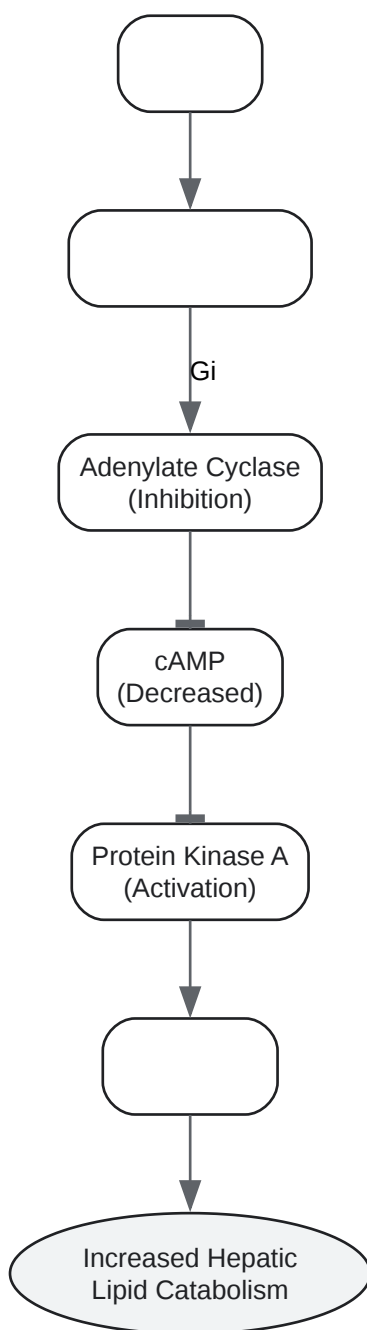 Gi
Adenylate Cyclase
(Inhibition)
cAMP
(Decreased)
Protein Kinase A
(Activation)
Increased Hepatic
Lipid Catabolism